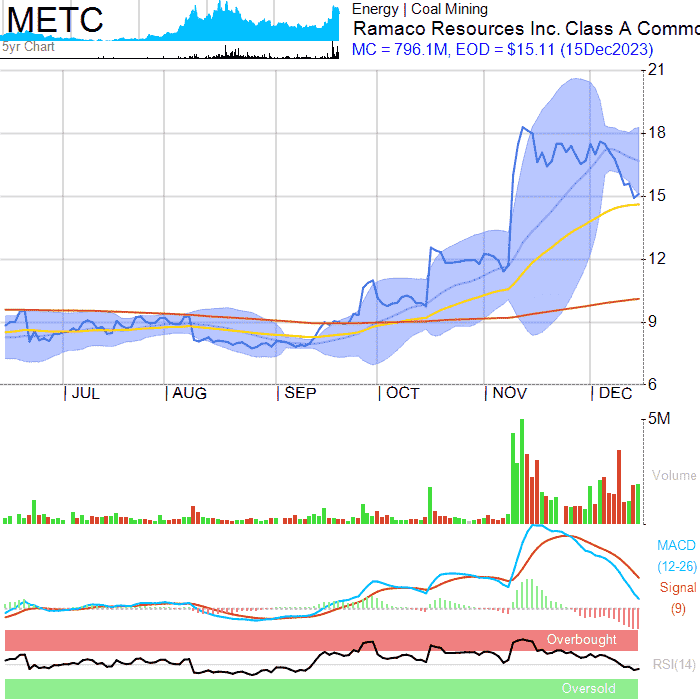 METC
5yr Chart
Energy | Coal Mining
Ramaco Resources Inc. Class A Commo
MC = 796.1M, EOD = $15.11 (15Dec2023)
21
18
15
12
9
6
JUL AUG SEP OCT NOV DEC
5M
Volume
MACD
(12-26)
Signal
(9)
Overbought
RSI(14)
Oversold